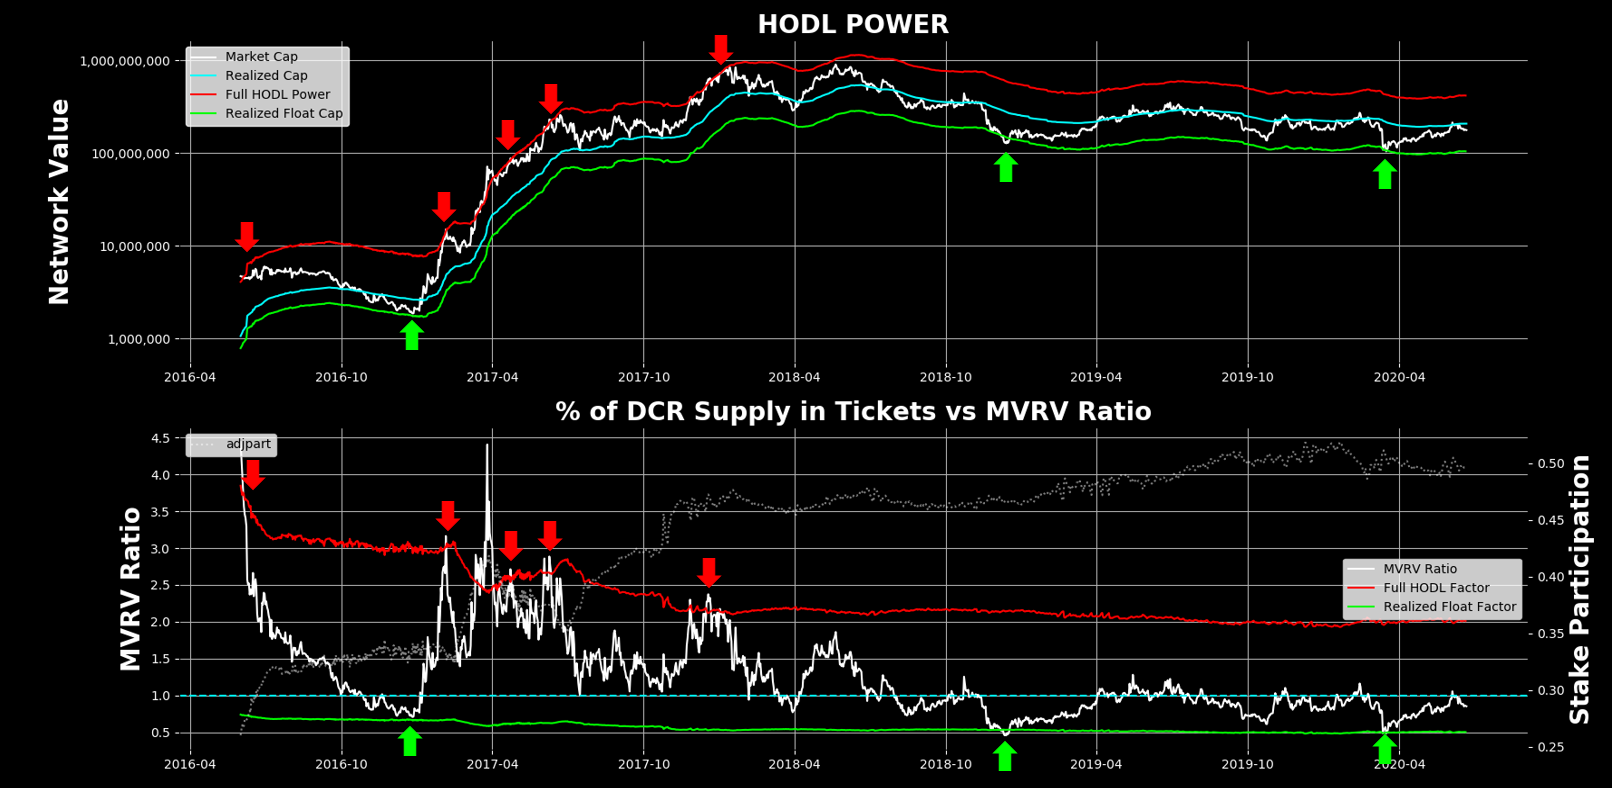 HODL POWER
Network Value
1,000,000,000
100,000,000
10,000,000
1,000,000
Market Cap
Realized Cap
Full HODL Power
Realized Float Cap
2016-04 2016-10 2017-04 2017-10 2018-04 2018-10 2019-04 2019-10 2020-04
% of DCR Supply in Tickets vs MVRV Ratio
MVRV Ratio
4.5
4.0
3.5
3.0
2.5
2.0
1.5
1.0
0.5
adjpart
MVRV Ratio
Full HODL Factor
Realized Float Factor
0.50
0.45
0.40
0.35
0.30
0.25
Stake Participation
2016-04 2016-10 2017-04 2017-10 2018-04 2018-10 2019-04 2019-10 2020-04